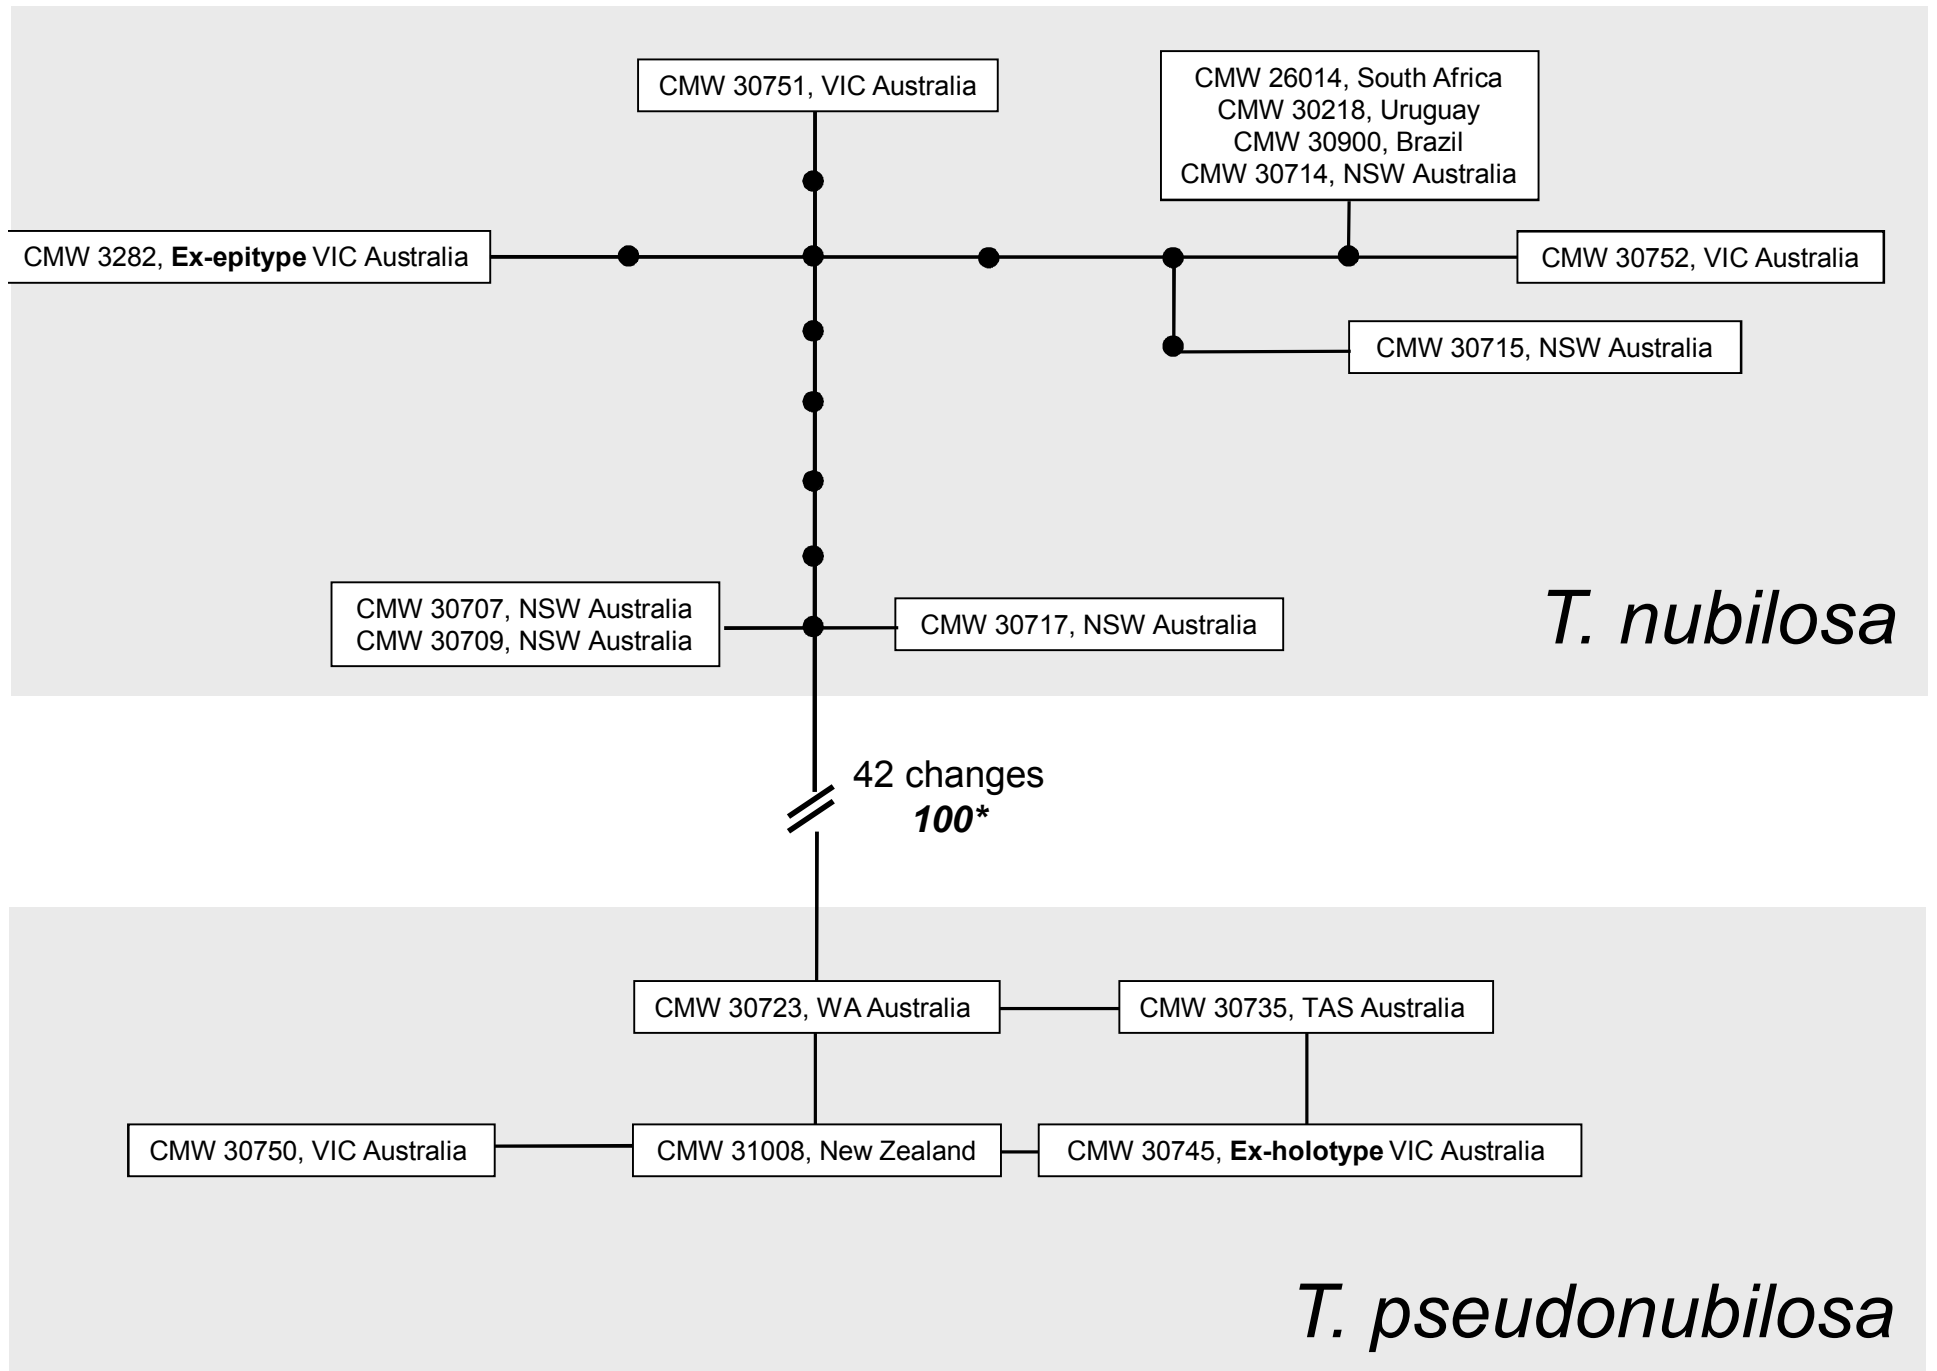 CMW 30751, VIC Australia
CMW 26014, South Africa
CMW 30218, Uruguay
CMW 30900, Brazil
CMW 30714, NSW Australia
CMW 3282, Ex-epitype VIC Australia
CMW 30752, VIC Australia
CMW 30715, NSW Australia
CMW 30707, NSW Australia
CMW 30709, NSW Australia
CMW 30717, NSW Australia
T. nubilosa
42 changes
100*
CMW 30723, WA Australia
CMW 30735, TAS Australia
CMW 30750, VIC Australia
CMW 31008, New Zealand
CMW 30745, Ex-holotype VIC Australia
T. pseudonubilosa